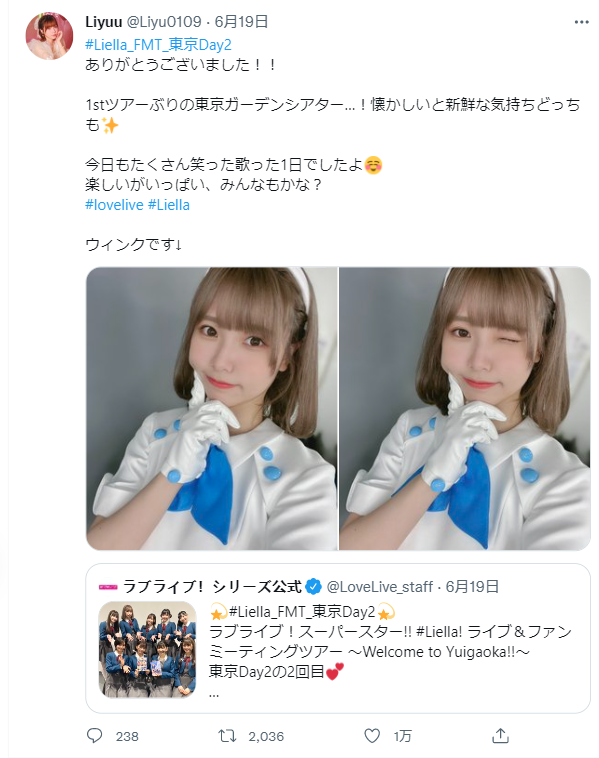 Liyuu @Liyu0109 · 6月19日
#Liella_FMT_東京Day2
ありがとうございました！！
1stツアーぶりの東京ガーデンシアター…！懐かしいと新鮮な気持ちどっち
も✨
今日もたくさん笑った歌った1日でしたよ☺️
楽しいがいっぱい、みんなもかな？
#lovelive #Liella
ウィンクです↓
ラブライブ！シリーズ公式 @LoveLive_staff · 6月19日
💫#Liella_FMT_東京Day2💫
ラブライブ！スーパースター!! #Liella! ライブ＆ファン
ミーティングツアー ～Welcome to Yuigaoka!!～
東京Day2の2回目💕
...
238 2,036 1万